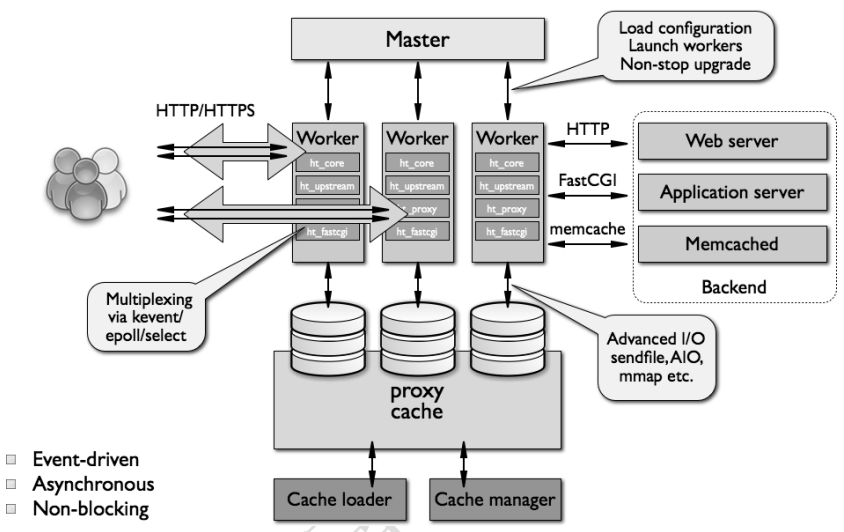 Master
Load configuration
Launch workers
Non-stop upgrade
HTTP/HTTPS
Worker
ht_core
ht_upstream
ht_fastcgi
Worker
ht_core
ht_upstream
ht_proxy
ht_fastcgi
Worker
ht_core
ht_upstream
ht_proxy
ht_fastcgi
HTTP
FastCGI
memcache
Web server
Application server
Memcached
Backend
Multiplexing
via kevent/
epoll/select
Advanced I/O
sendfile, AIO,
mmap etc.
proxy
cache
Cache loader
Cache manager
Event-driven
Asynchronous
Non-blocking